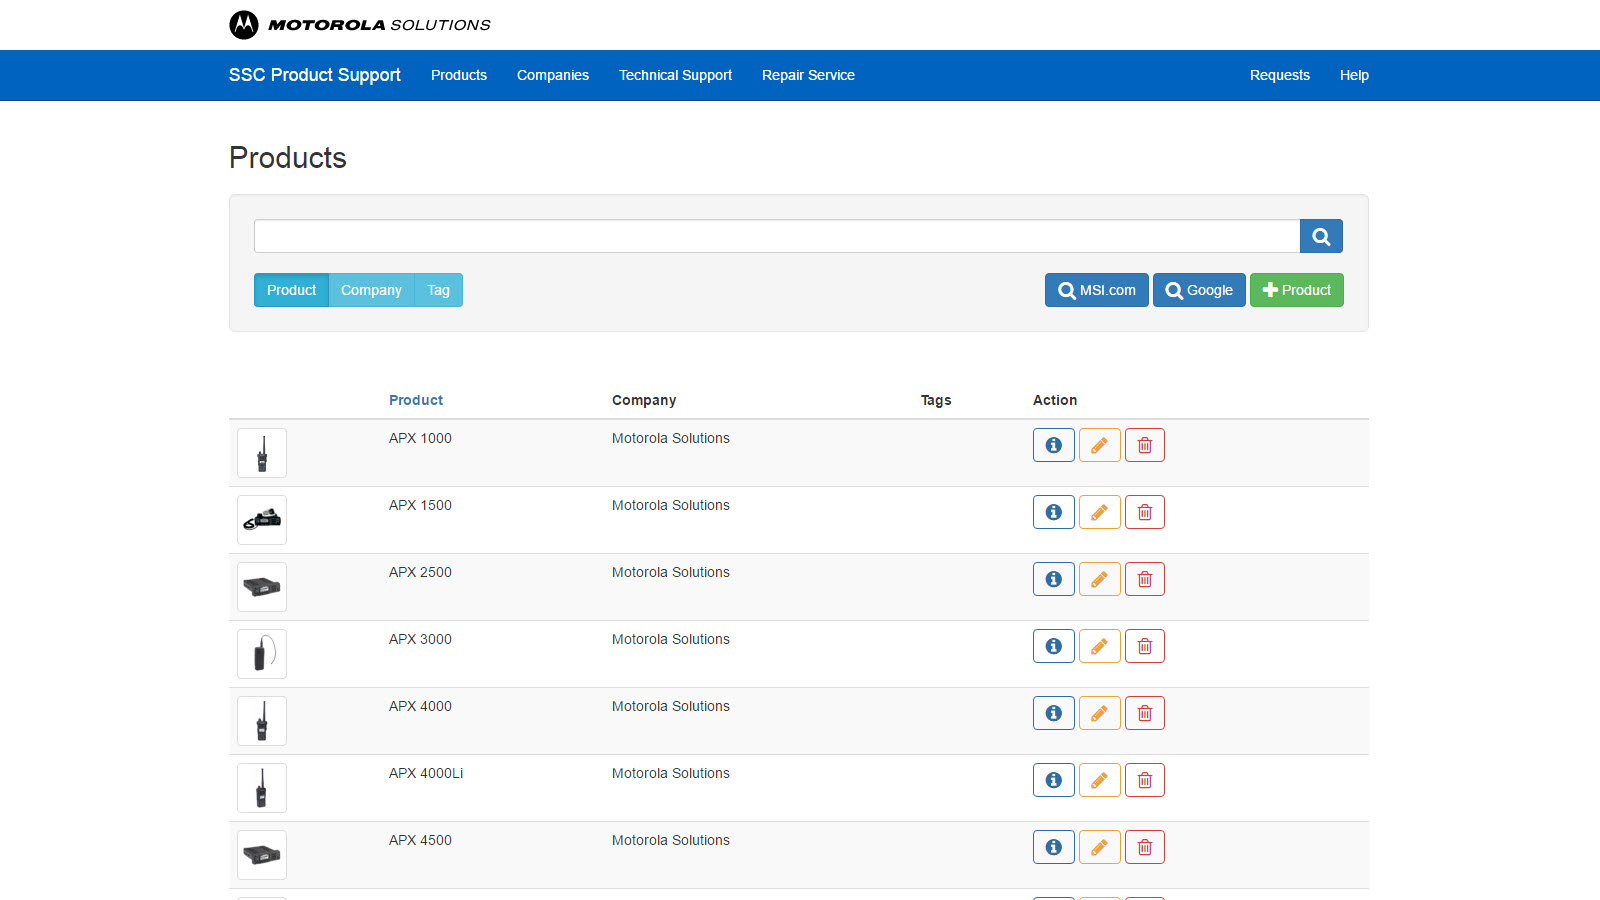 MOTOROLA SOLUTIONS
SSC Product Support Products Companies Technical Support Repair Service Requests Help
Products
Product Company Tag MSI.com Google Product
Product Company Tags Action
APX 1000 Motorola Solutions
APX 1500 Motorola Solutions
APX 2500 Motorola Solutions
APX 3000 Motorola Solutions
APX 4000 Motorola Solutions
APX 4000Li Motorola Solutions
APX 4500 Motorola Solutions